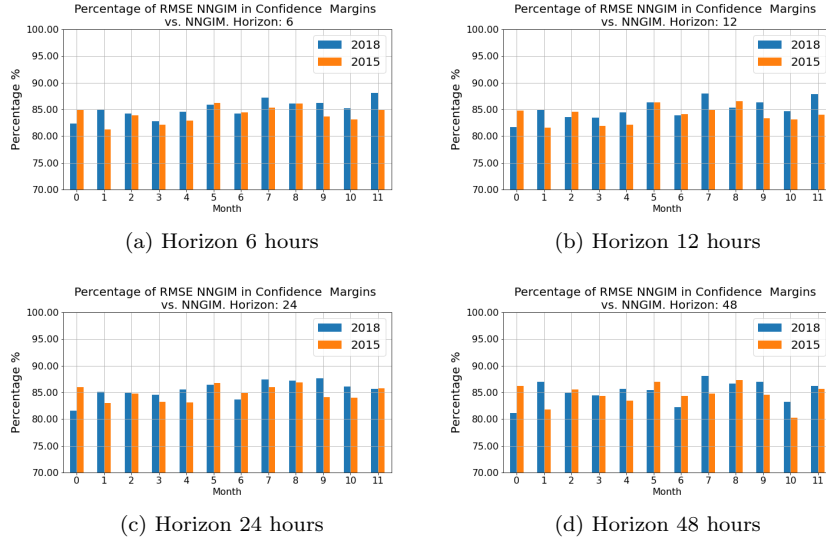 Percentage of RMSE NNGIM in Confidence Margins
vs. NNGIM. Horizon: 6
100.00
95.00
90.00
85.00
80.00
75.00
70.00
Percentage %
2018
2015
0 1 2 3 4 5 6 7 8 9 10 11
Month
(a) Horizon 6 hours
Percentage of RMSE NNGIM in Confidence Margins
vs. NNGIM. Horizon: 12
100.00
95.00
90.00
85.00
80.00
75.00
70.00
Percentage %
2018
2015
0 1 2 3 4 5 6 7 8 9 10 11
Month
(b) Horizon 12 hours
Percentage of RMSE NNGIM in Confidence Margins
vs. NNGIM. Horizon: 24
100.00
95.00
90.00
85.00
80.00
75.00
70.00
Percentage %
2018
2015
0 1 2 3 4 5 6 7 8 9 10 11
Month
(c) Horizon 24 hours
Percentage of RMSE NNGIM in Confidence Margins
vs. NNGIM. Horizon: 48
100.00
95.00
90.00
85.00
80.00
75.00
70.00
Percentage %
2018
2015
0 1 2 3 4 5 6 7 8 9 10 11
Month
(d) Horizon 48 hours